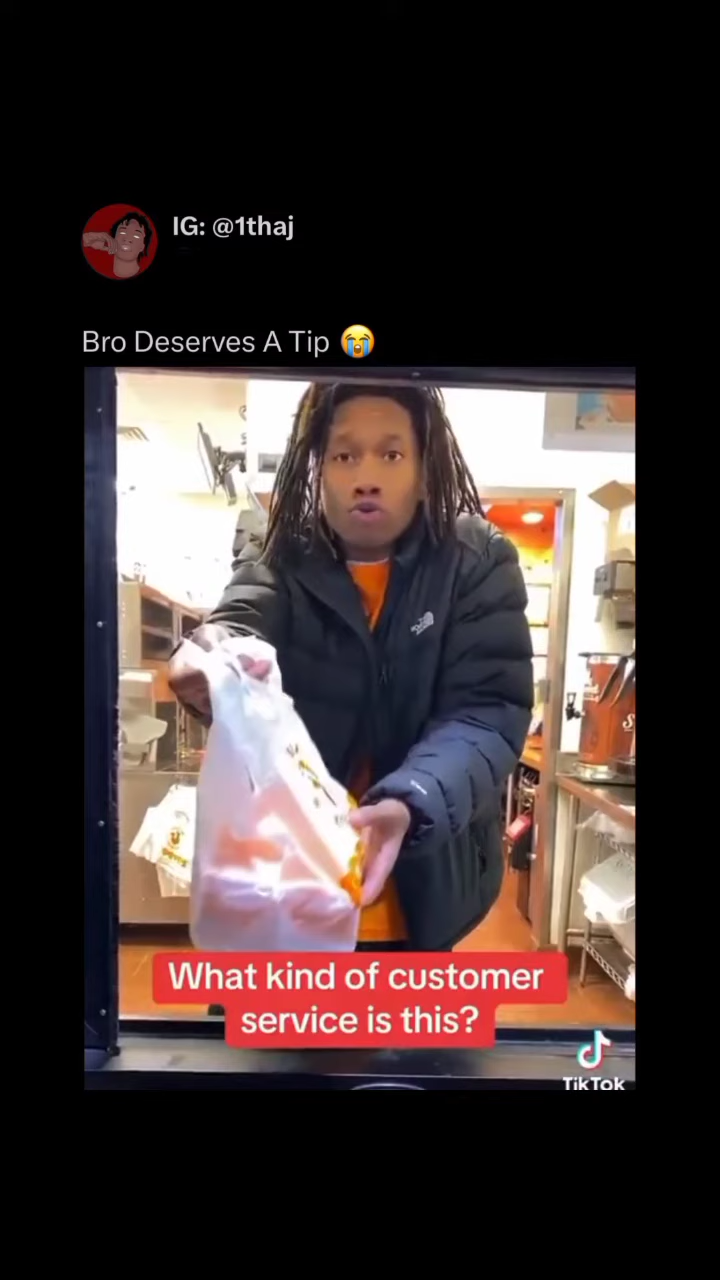 IG: @1thaj
Bro Deserves A Tip 😭
What kind of customer
service is this?
TikTok